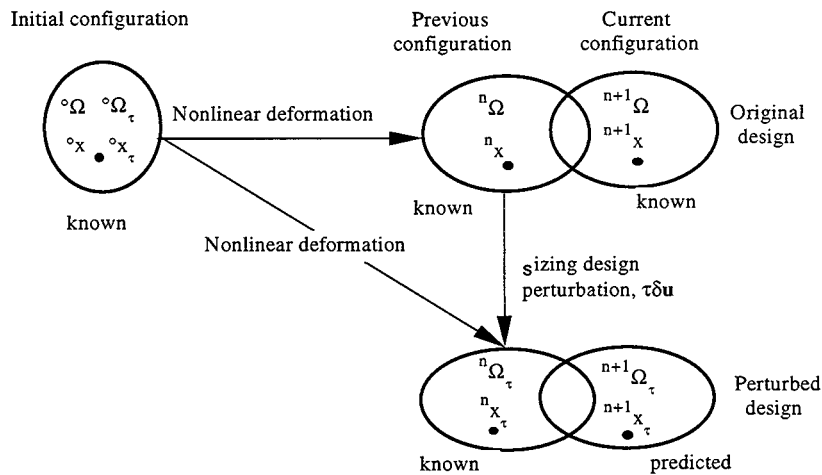 Initial configuration
Previous
configuration
Current
configuration
°Ω °Ω_τ
°x °x_τ
known
Nonlinear deformation
ⁿΩ
ⁿx
known
ⁿ⁺¹Ω
ⁿ⁺¹x
known
Original
design
Nonlinear deformation
sizing design
perturbation, τδu
ⁿΩ_τ
ⁿx_τ
known
ⁿ⁺¹Ω_τ
ⁿ⁺¹x_τ
predicted
Perturbed
design